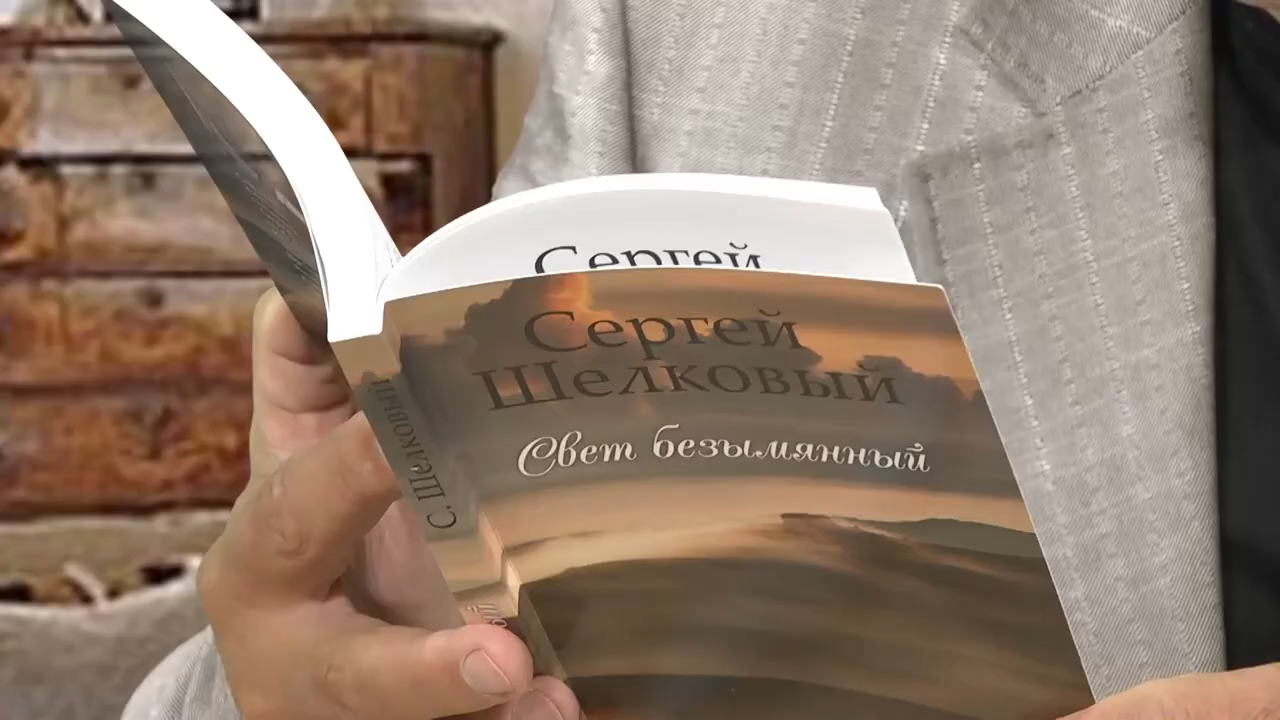 Сергей
Сергей
Шелковый
Свет безымянный
С. Шелковый